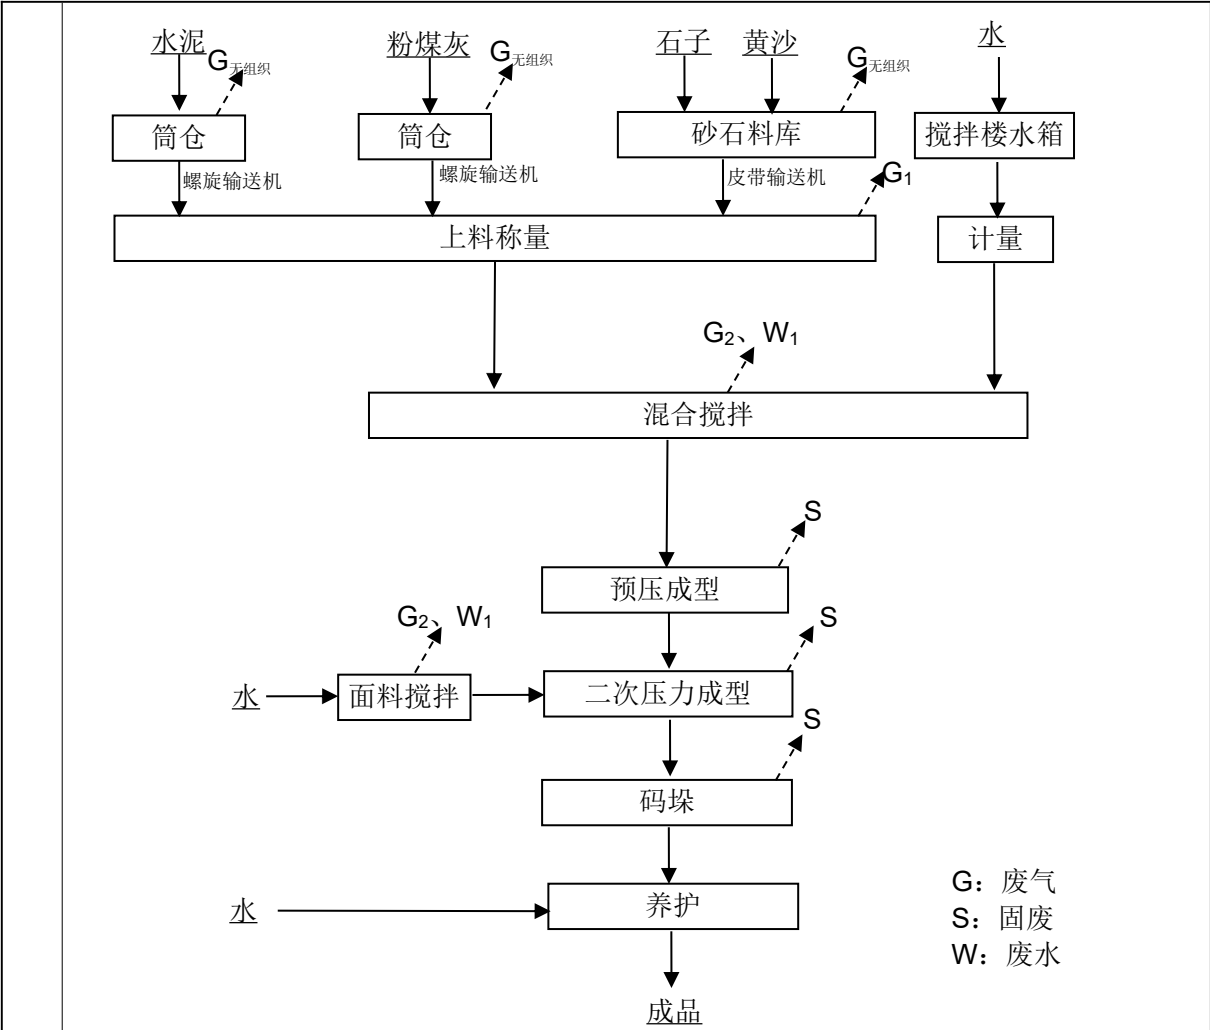 水泥 粉煤灰 石子 黄沙 水
G无组织 G无组织 G无组织
筒仓 筒仓 砂石料库 搅拌楼水箱
螺旋输送机 螺旋输送机 皮带输送机 G1
上料称量 计量
G2、W1
混合搅拌
S
预压成型
G2、W1 S
水 面料搅拌 二次压力成型
S
码垛
水 养护
G：废气
S：固废
W：废水
成品